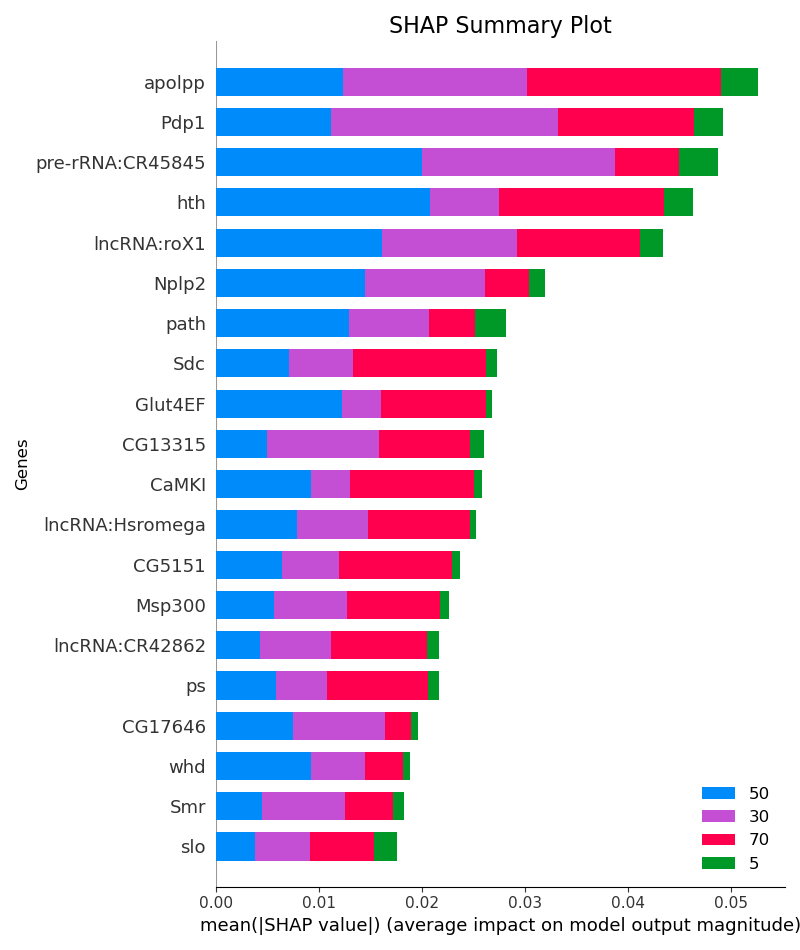 SHAP Summary Plot
apolpp
Pdp1
pre-rRNA:CR45845
hth
lncRNA:roX1
Nplp2
path
Sdc
Glut4EF
CG13315
CaMKI
lncRNA:Hsromega
CG5151
Msp300
lncRNA:CR42862
ps
CG17646
whd
Smr
slo
Genes
50
30
70
5
0.00 0.01 0.02 0.03 0.04 0.05
mean(|SHAP value|) (average impact on model output magnitude)